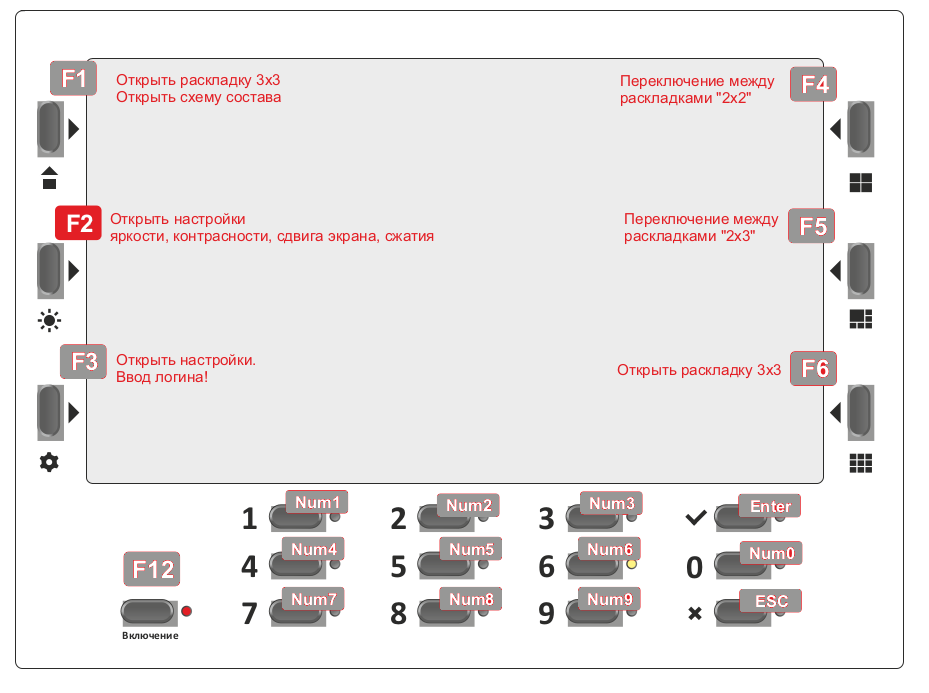 F1
Открыть раскладку 3х3
Открыть схему состава
Переключение между
раскладками "2х2"
F4
F2
Открыть настройки
яркости, контрасности, сдвига экрана, сжатия
Переключение между
раскладками "2х3"
F5
F3
Открыть настройки.
Ввод логина!
Открыть раскладку 3х3
F6
1 Num1 2 Num2 3 Num3 Enter
F12
4 Num4 5 Num5 6 Num6 0 Num0
7 Num7 8 Num8 9 Num9 ESC
Включение